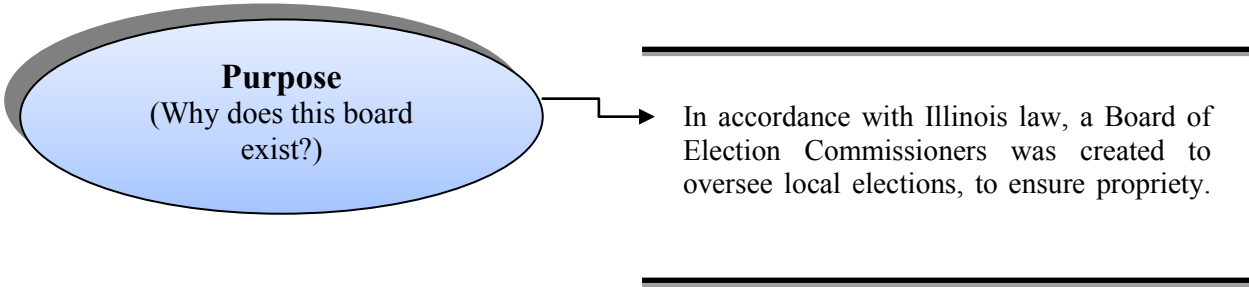 Purpose
(Why does this board
exist?)
In accordance with Illinois law, a Board of
Election Commissioners was created to
oversee local elections, to ensure propriety.